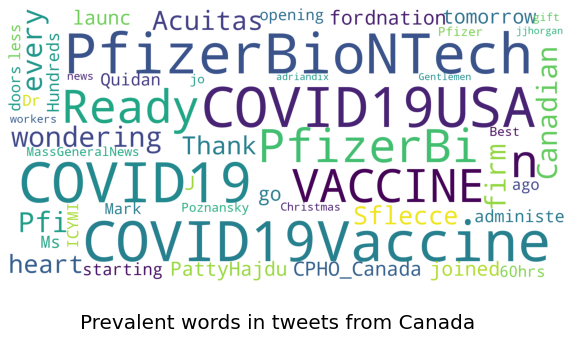 launc Acuitas opening fordnation tomorrow gift
PfizerBioNTech Pfizer jjhorgan
doors less every Hundreds news Quidan jo adriandix Gentlemen Canadian
Dr Ready COVID19USA
workers wondering Thank PfizerBi Best n
MassGeneralNews firm
COVID19 J go VACCINE ago
Pfi ICYMI Mark Poznansky Christmas Sflecce administe
Ms COVID19Vaccine
heart starting PattyHajdu CPHO_Canada joined 60hrs
Prevalent words in tweets from Canada